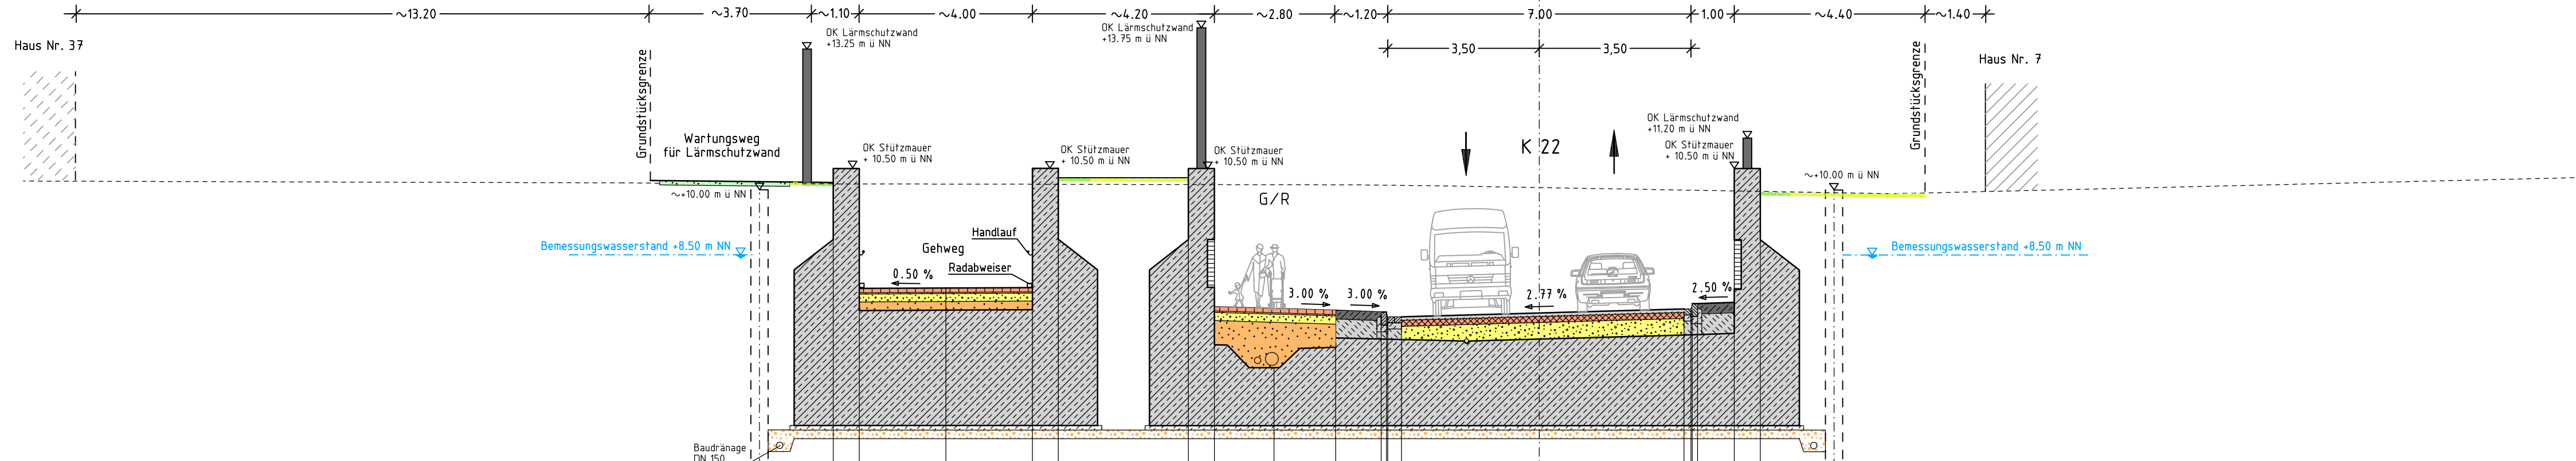 ~13.20
~3.70
~1.10
~4.00
~4.20
~2.80
~1.20
7.00
1.00
~4.40
~1.40
3,50
3,50
Haus Nr. 37
Grundstücksgrenze
OK Lärmschutzwand
+13.25 m ü NN
OK Lärmschutzwand
+13.75 m ü NN
Grundstücksgrenze
Haus Nr. 7
Wartungsweg
für Lärmschutzwand
OK Stützmauer
+ 10.50 m ü NN
OK Stützmauer
+ 10.50 m ü NN
OK Stützmauer
+ 10.50 m ü NN
K 22
OK Lärmschutzwand
+11.20 m ü NN
OK Stützmauer
+ 10.50 m ü NN
~+10.00 m ü NN
~+10.00 m ü NN
G/R
Bemessungswasserstand +8.50 m NN
Handlauf
Gehweg
Radabweiser
0.50 %
3.00 %
3.00 %
2.77 %
2.50 %
Bemessungswasserstand +8.50 m NN
Baudränage
DN 150